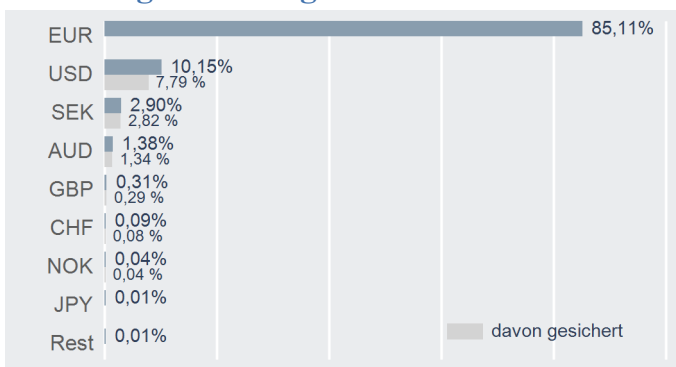 EUR 85,11%
USD 10,15%
7,79 %
SEK 2,90%
2,82 %
AUD 1,38%
1,34 %
GBP 0,31%
0,29 %
CHF 0,09%
0,08 %
NOK 0,04%
0,04 %
JPY 0,01%
davon gesichert
Rest 0,01%